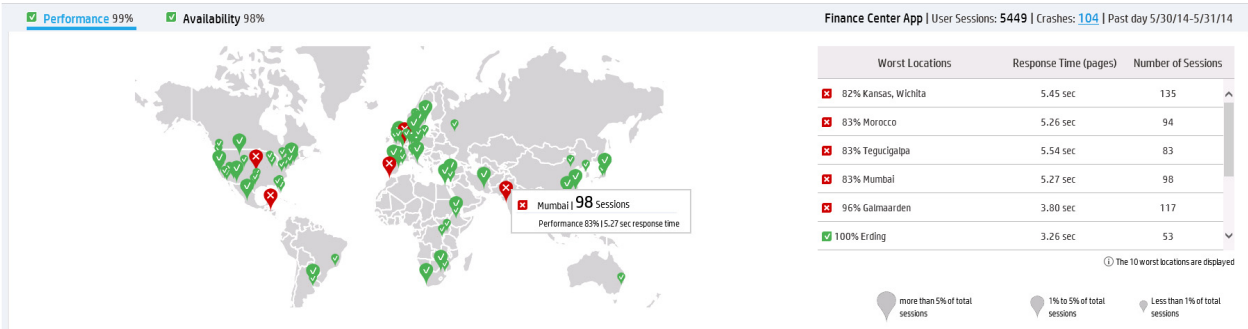 Performance 99% Availability 98% Finance Center App | User Sessions: 5449 | Crashes: 104 | Past day 5/30/14-5/31/14
Worst Locations Response Time (pages) Number of Sessions
82% Kansas, Wichita 5.45 sec 135
83% Morocco 5.26 sec 94
83% Tegucigalpa 5.54 sec 83
83% Mumbai 5.27 sec 98
96% Galmaarden 3.80 sec 117
100% Erding 3.26 sec 53
Mumbai | 98 Sessions
Performance 83% | 5.27 sec response time
The 10 worst locations are displayed
more than 5% of total
sessions
1% to 5% of total
sessions
Less than 1% of total
sessions